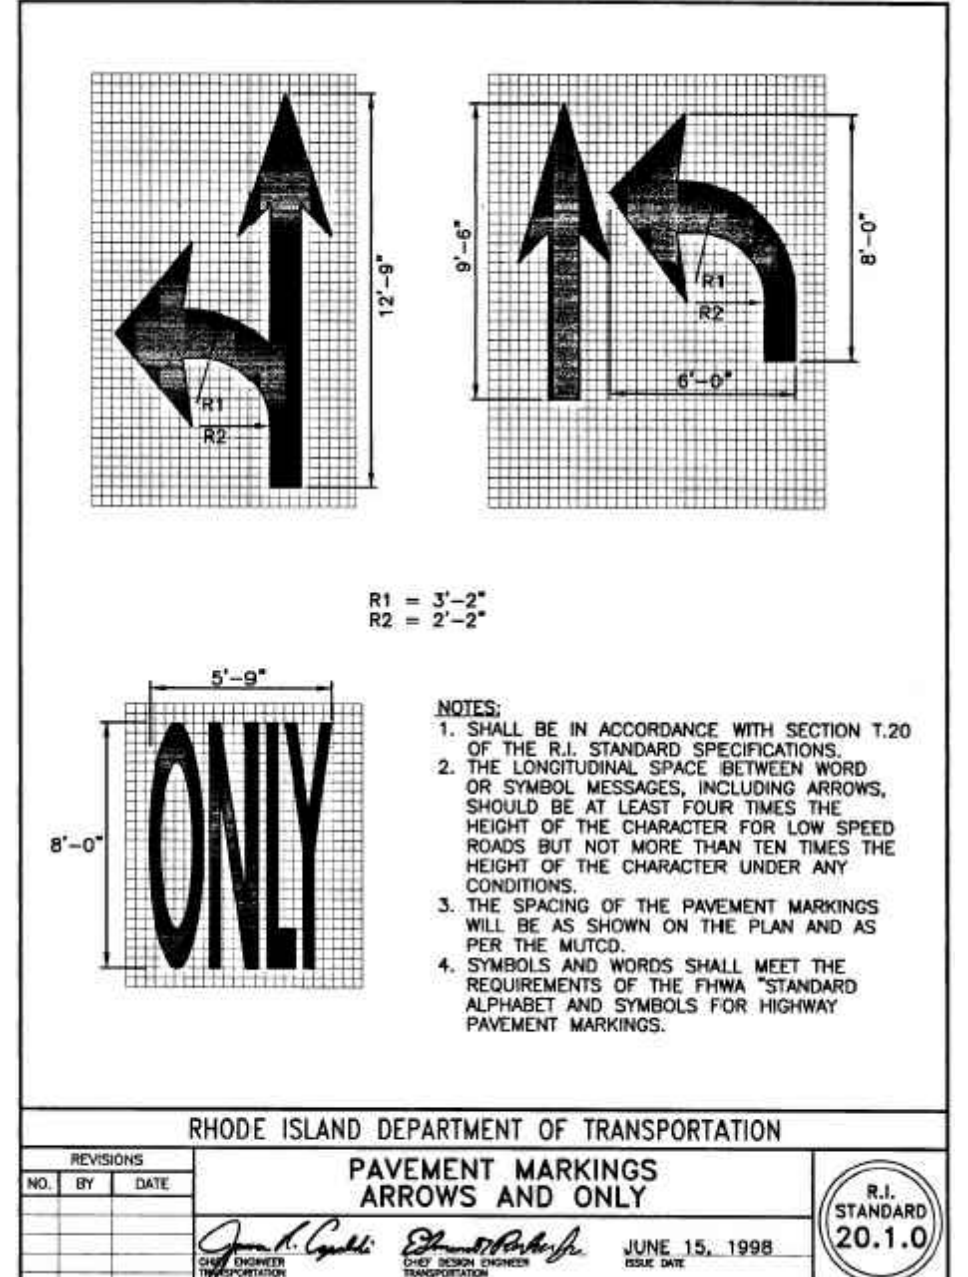 12'-9"
R1
R2
9'-6"
8'-0"
R1
R2
6'-0"
R1 = 3'-2"
R2 = 2'-2"
5'-9"
8'-0"
ONLY
NOTES:
1. SHALL BE IN ACCORDANCE WITH SECTION T.20
OF THE R.I. STANDARD SPECIFICATIONS.
2. THE LONGITUDINAL SPACE BETWEEN WORD
OR SYMBOL MESSAGES, INCLUDING ARROWS,
SHOULD BE AT LEAST FOUR TIMES THE
HEIGHT OF THE CHARACTER FOR LOW SPEED
ROADS BUT NOT MORE THAN TEN TIMES THE
HEIGHT OF THE CHARACTER UNDER ANY
CONDITIONS.
3. THE SPACING OF THE PAVEMENT MARKINGS
WILL BE AS SHOWN ON THE PLAN AND AS
PER THE MUTCD.
4. SYMBOLS AND WORDS SHALL MEET THE
REQUIREMENTS OF THE FHWA "STANDARD
ALPHABET AND SYMBOLS FOR HIGHWAY
PAVEMENT MARKINGS.
RHODE ISLAND DEPARTMENT OF TRANSPORTATION
REVISIONS
NO. BY DATE
PAVEMENT MARKINGS
ARROWS AND ONLY
R.I.
STANDARD
20.1.0
CHIEF ENGINEER
TRANSPORTATION
CHIEF DESIGN ENGINEER
TRANSPORTATION
JUNE 15, 1998
ISSUE DATE